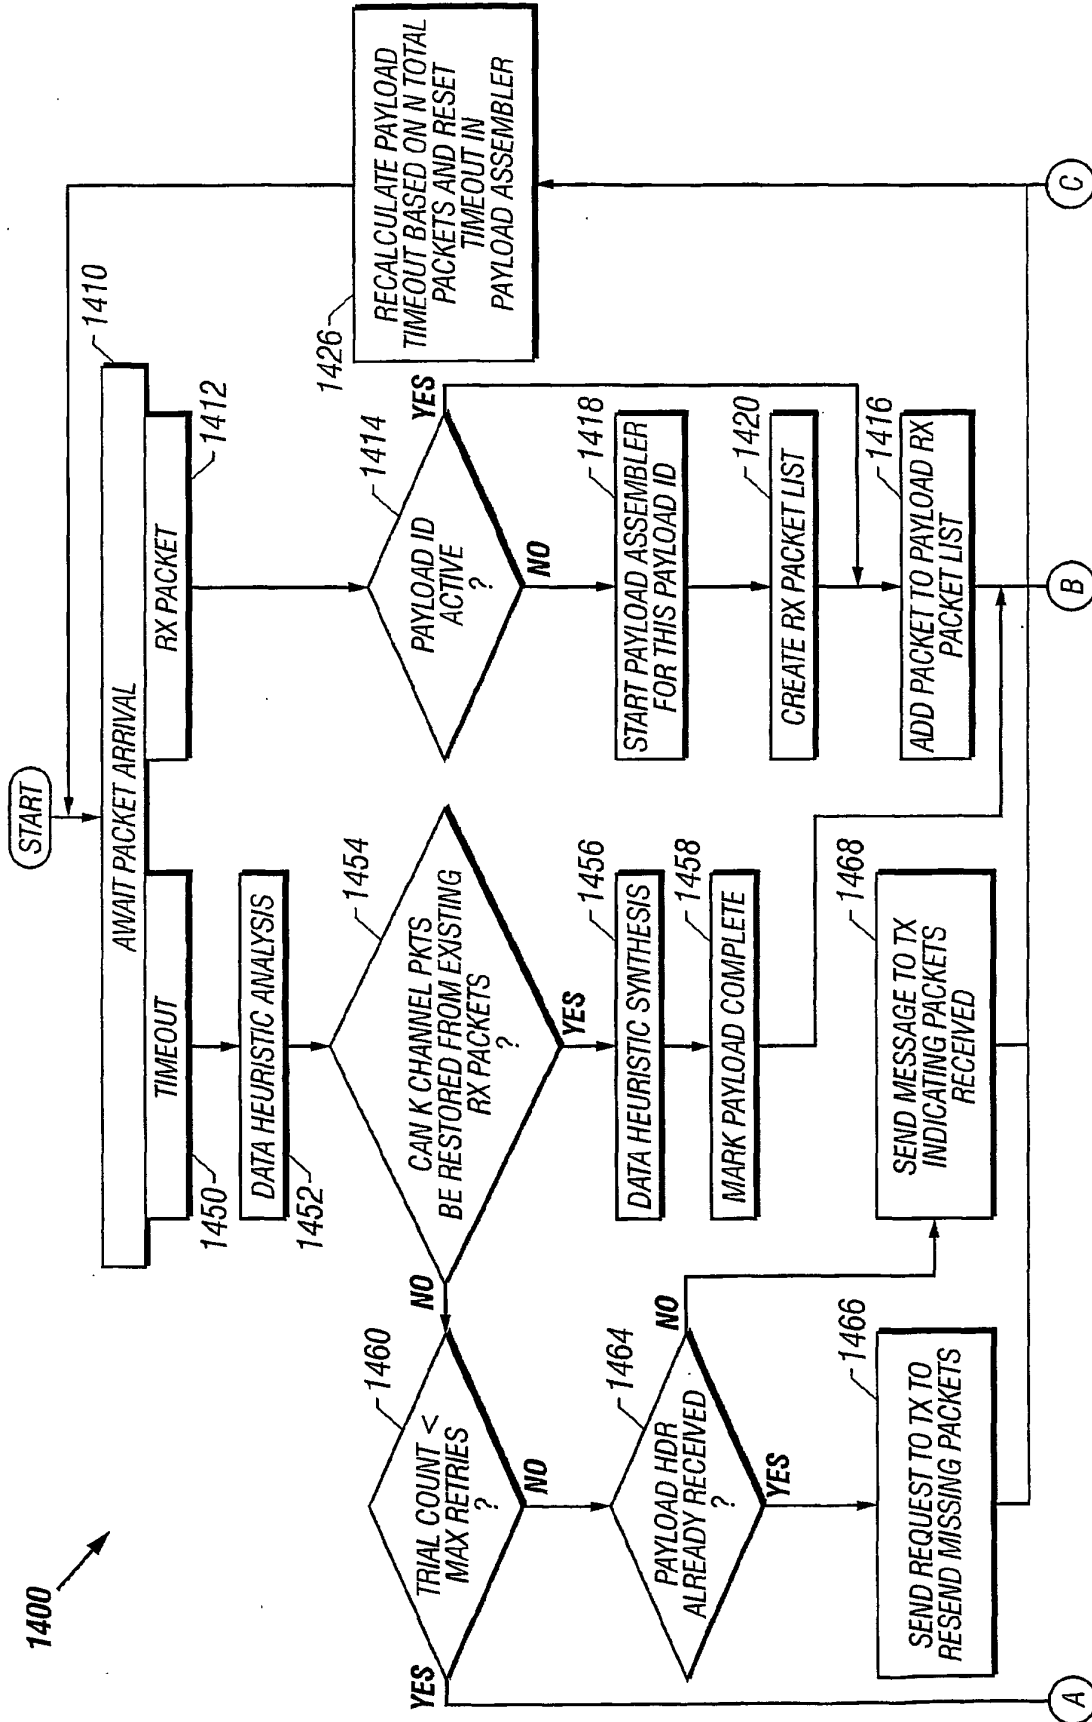 1400
START
AWAIT PACKET ARRIVAL
1410
TIMEOUT
1450
RX PACKET
1412
DATA HEURISTIC ANALYSIS
1452
CAN K CHANNEL PKTS
BE RESTORED FROM EXISTING
RX PACKETS
?
1454
NO
YES
PAYLOAD ID
ACTIVE
?
1414
YES
NO
RECALCULATE PAYLOAD
TIMEOUT BASED ON N TOTAL
PACKETS AND RESET
TIMEOUT IN
PAYLOAD ASSEMBLER
1426
TRIAL COUNT <
MAX RETRIES
?
1460
YES
NO
DATA HEURISTIC SYNTHESIS
1456
MARK PAYLOAD COMPLETE
1458
START PAYLOAD ASSEMBLER
FOR THIS PAYLOAD ID
1418
CREATE RX PACKET LIST
1420
ADD PACKET TO PAYLOAD RX
PACKET LIST
1416
PAYLOAD HDR
ALREADY RECEIVED
?
1464
NO
YES
SEND REQUEST TO TX TO
RESEND MISSING PACKETS
1466
SEND MESSAGE TO TX
INDICATING PACKETS
RECEIVED
1468
A
B
C